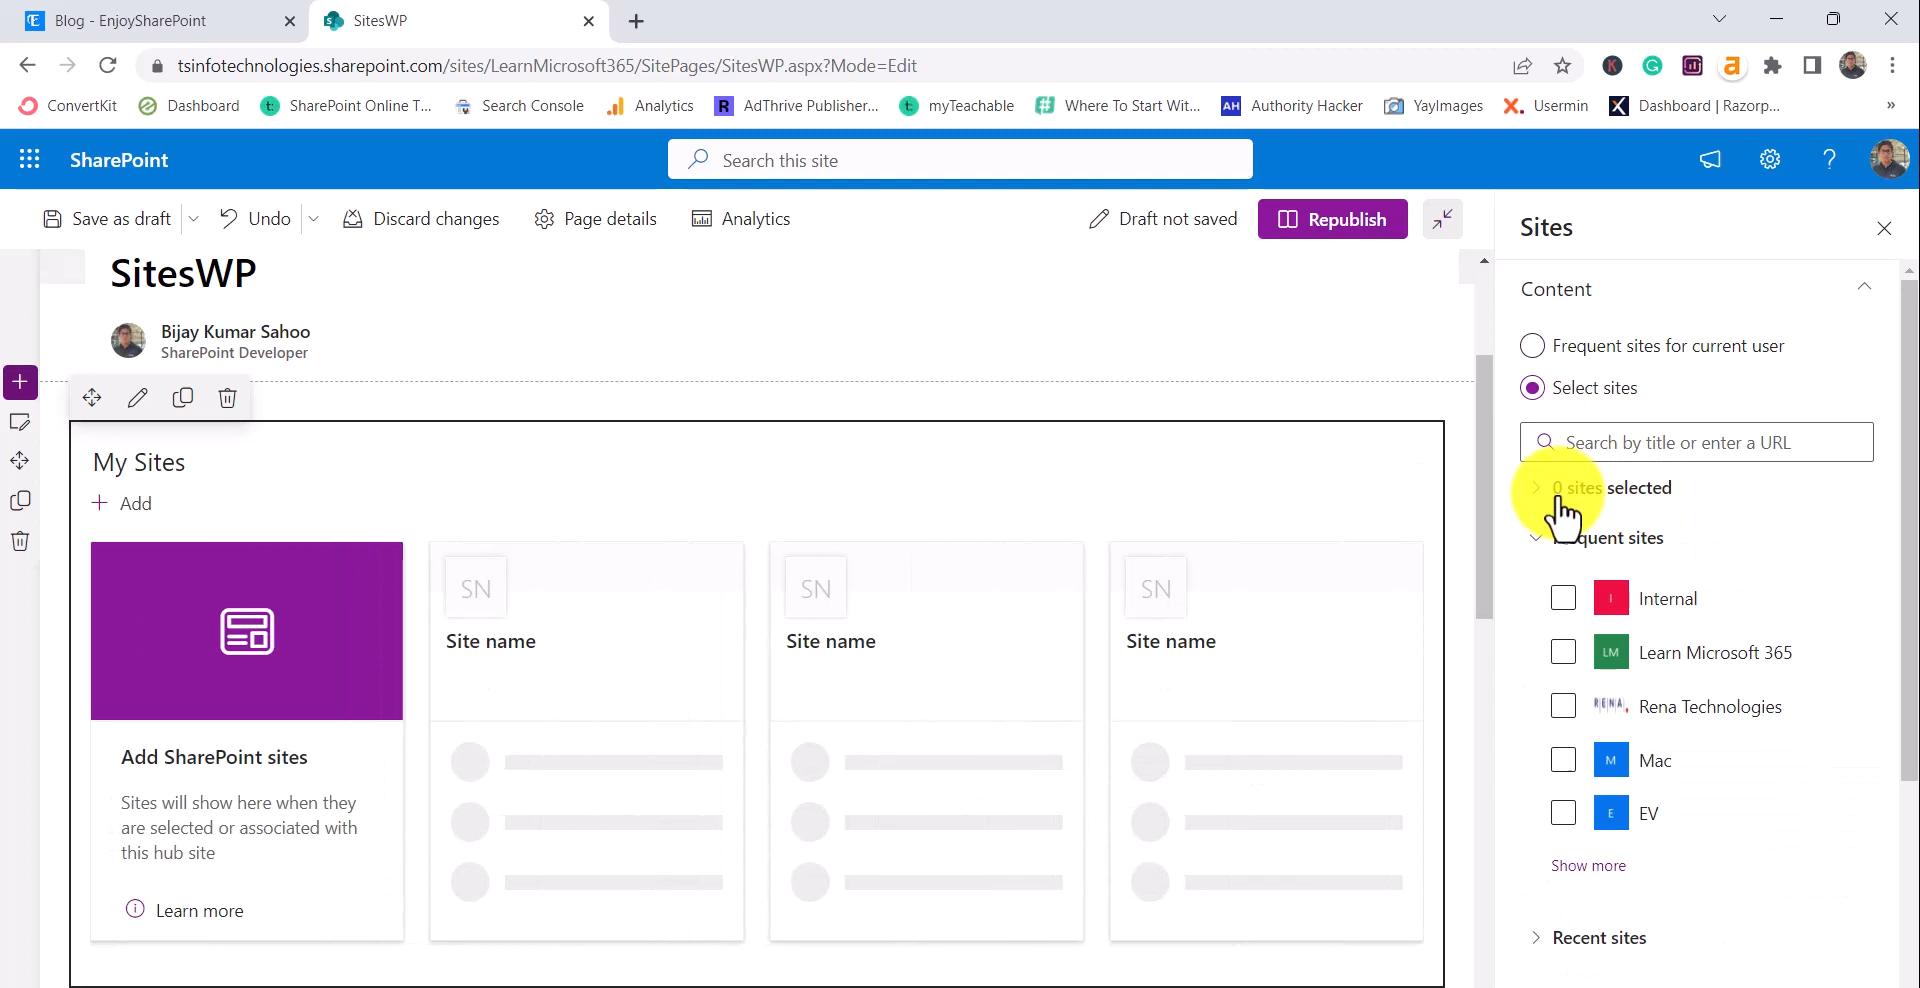 Blog - EnjoySharePoint
SitesWP
tsinfotechnologies.sharepoint.com/sites/LearnMicrosoft365/SitePages/SitesWP.aspx?Mode=Edit
ConvertKit
Dashboard
SharePoint Online T...
Search Console
Analytics
AdThrive Publisher...
myTeachable
Where To Start Wit...
AH Authority Hacker
YayImages
Usermin
Dashboard | Razorp...
»
SharePoint
Search this site
Save as draft
Undo
Discard changes
Page details
Analytics
Draft not saved
Republish
SitesWP
Bijay Kumar Sahoo
SharePoint Developer
My Sites
+ Add
Add SharePoint sites
Sites will show here when they
are selected or associated with
this hub site
Learn more
SN
Site name
SN
Site name
SN
Site name
Sites
Content
Frequent sites for current user
Select sites
Search by title or enter a URL
0 sites selected
quent sites
I Internal
LM Learn Microsoft 365
RENA Rena Technologies
M Mac
E EV
Show more
Recent sites